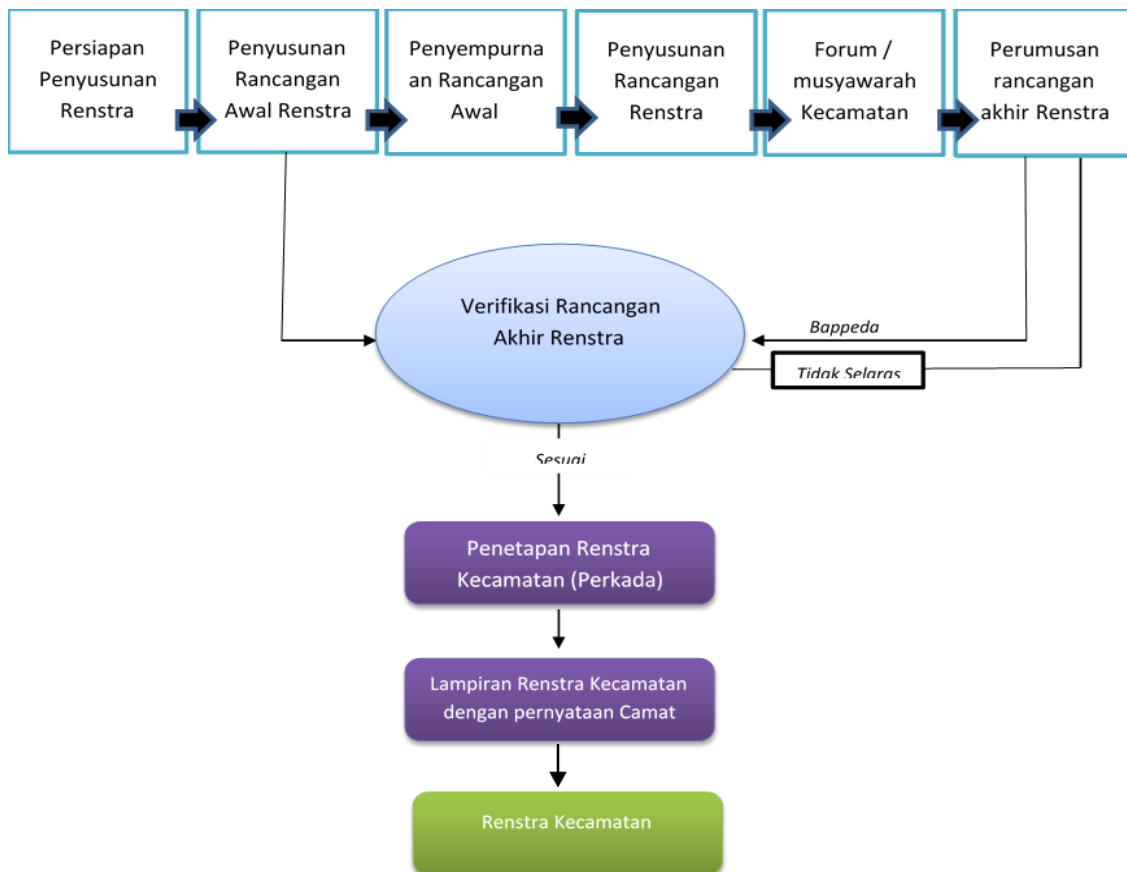 Persiapan
Penyusunan
Renstra
Penyusunan
Rancangan
Awal Renstra
Penyempurna
an Rancangan
Awal
Penyusunan
Rancangan
Renstra
Forum /
musyawarah
Kecamatan
Perumusan
rancangan
akhir Renstra
Verifikasi Rancangan
Akhir Renstra
Bappeda
Tidak Selaras
Sesuai
Penetapan Renstra
Kecamatan (Perkada)
Lampiran Renstra Kecamatan
dengan pernyataan Camat
Renstra Kecamatan